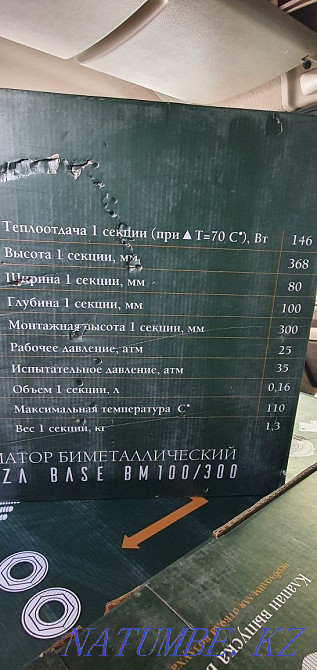 Теплоотдача 1 секции (при▲T=70 C°), Вт 146
Высота 1 секции, мм 368
Ширина 1 секции, мм 80
Глубина 1 секции, мм 100
Монтажная высота 1 секции, мм 300
Рабочее давление, атм 25
Испытательное давление, атм 35
Объем 1 секции, л 0,16
Максимальная температура C° 110
Вес 1 секции, кг 1,3
АТОР БИМЕТАЛЛИЧЕСКИЙ
ZA BASE BM100/300
Клапан выпуска
NATUMBE.KZ